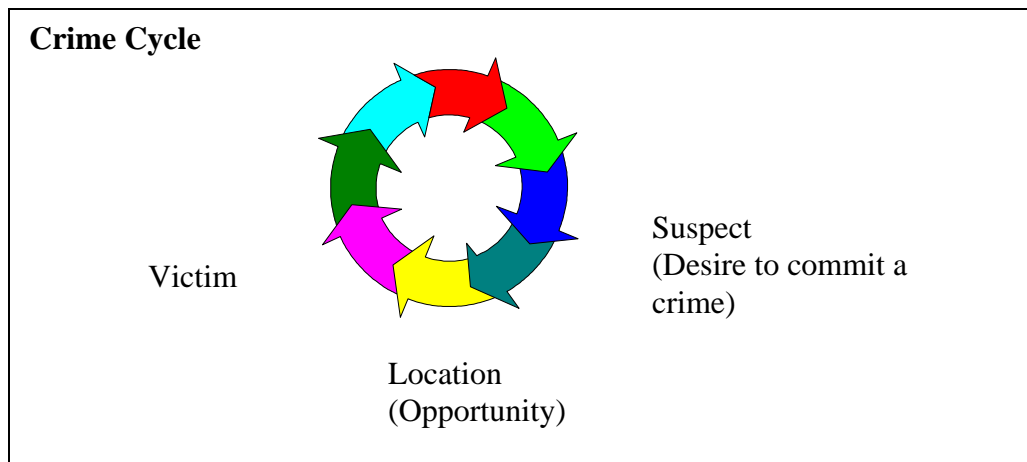 Crime Cycle
Suspect
(Desire to commit a
crime)
Victim
Location
(Opportunity)